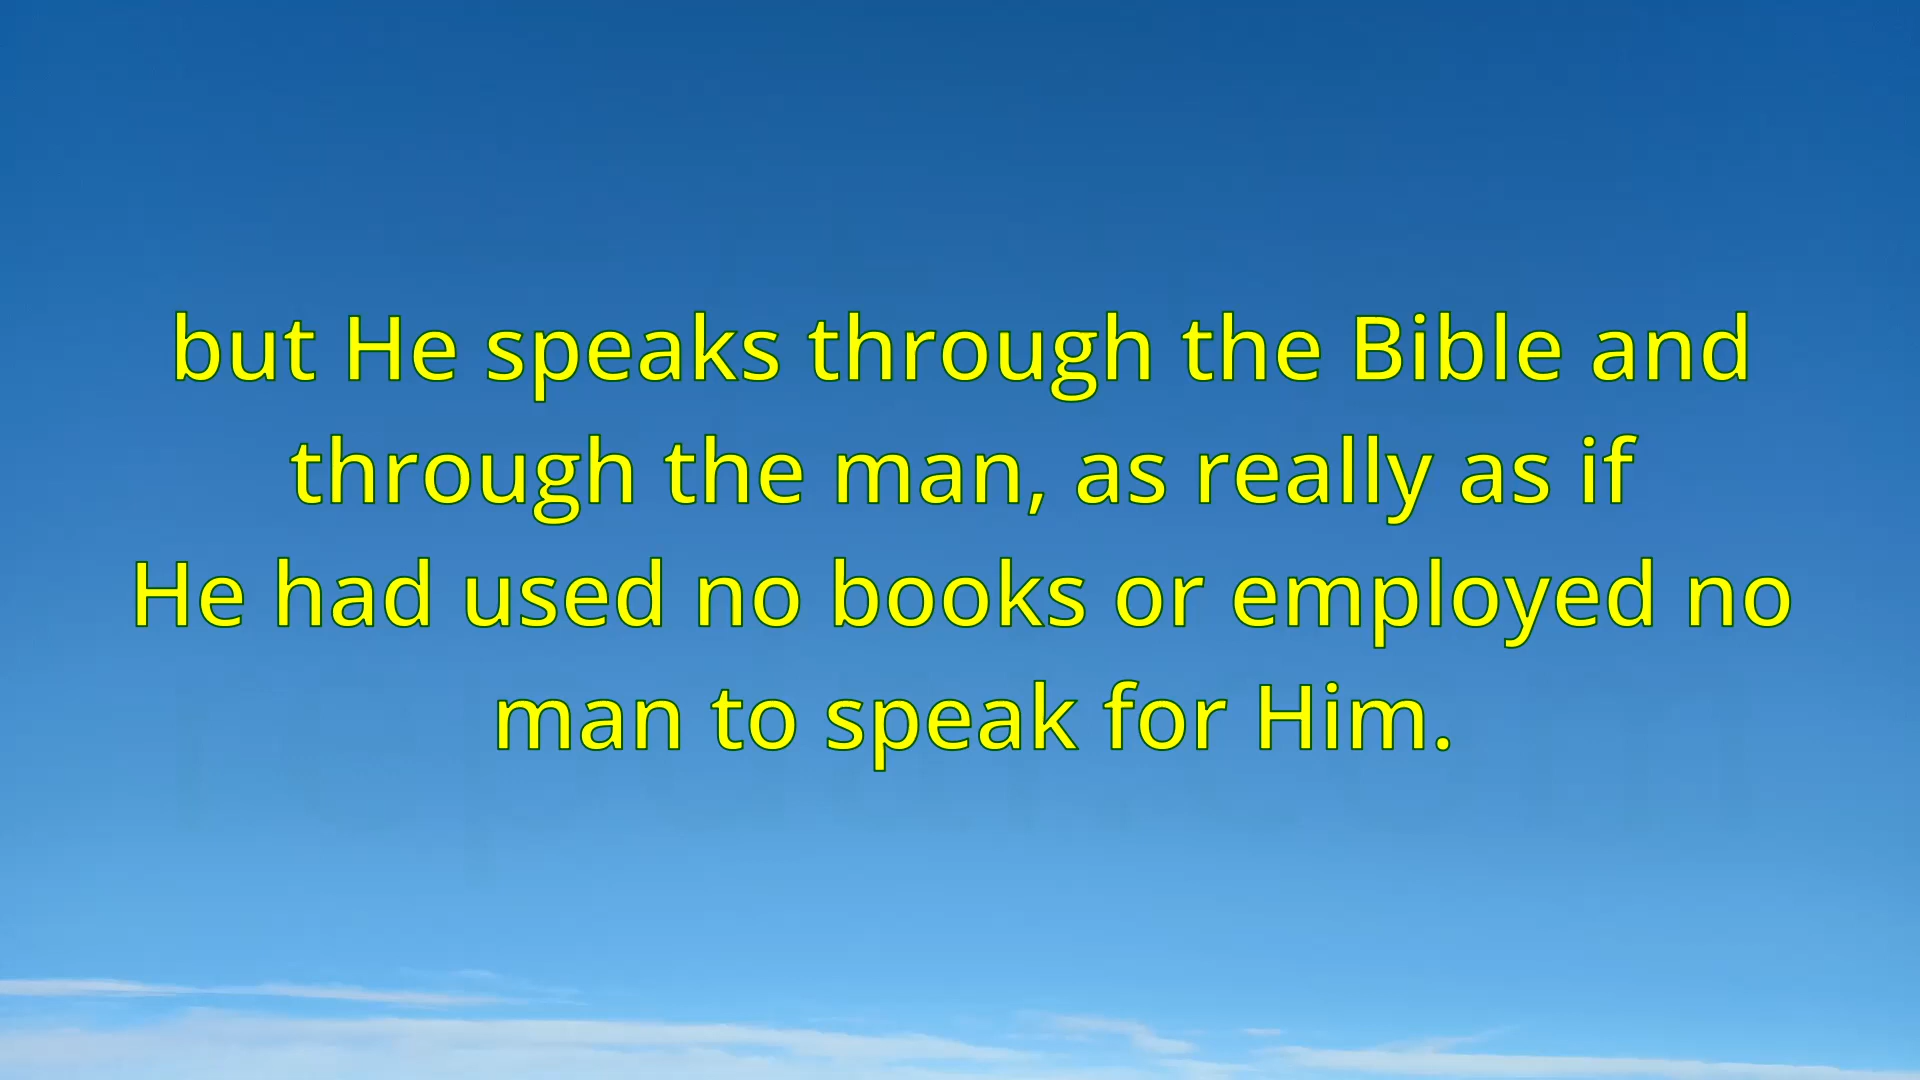 but He speaks through the Bible and
through the man, as really as if
He had used no books or employed no
man to speak for Him.